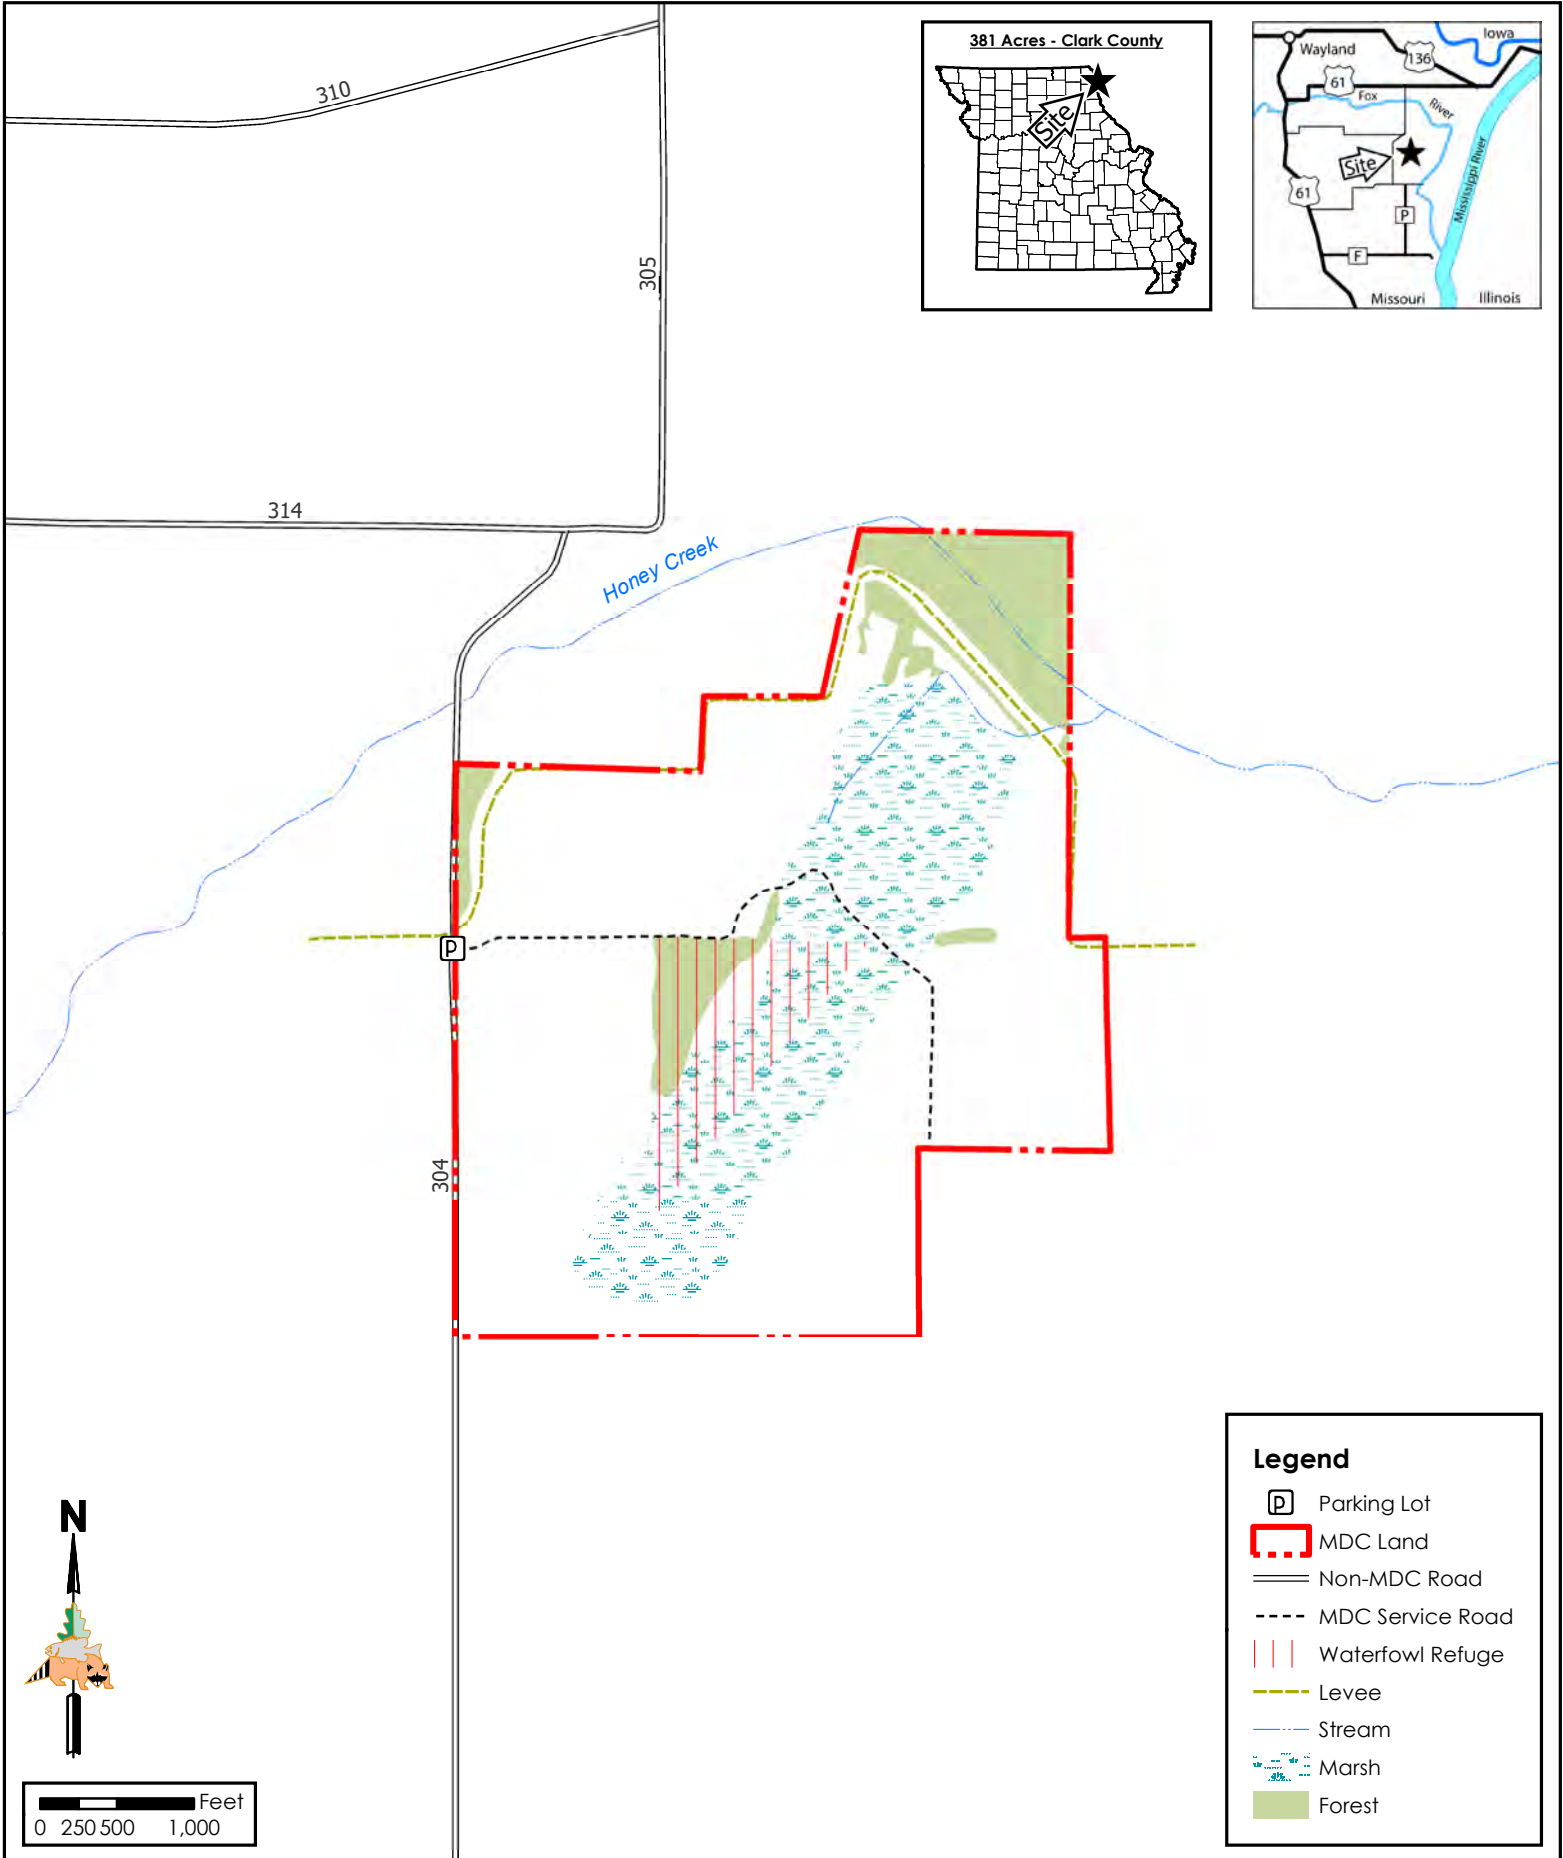 381 Acres - Clark County
Site
Wayland
Iowa
136
61
Fox
River
Site
61
P
F
Mississippi River
Missouri
Illinois
310
305
314
Honey Creek
P
304
N
Feet
0 250 500 1,000
Legend
P Parking Lot
MDC Land
Non-MDC Road
MDC Service Road
Waterfowl Refuge
Levee
Stream
Marsh
Forest